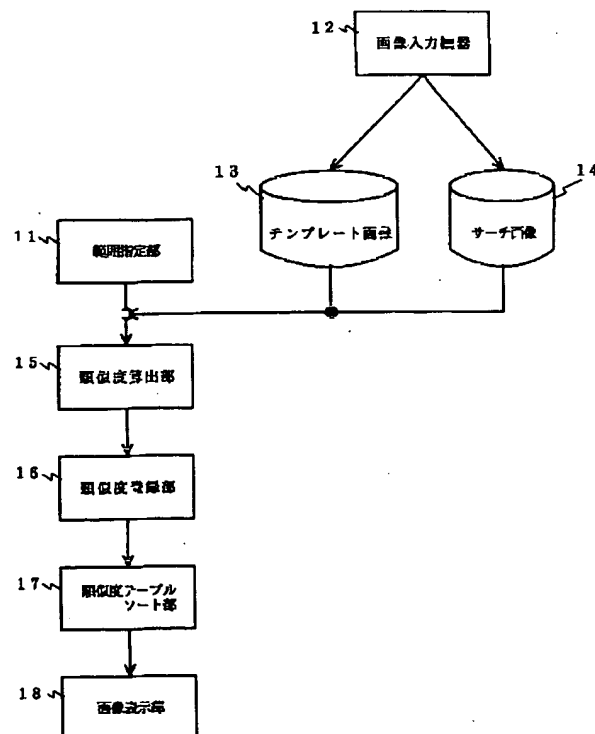 12
画像入力機器
13
14
テンプレート画像
サーチ画像
11
範囲指定部
15
類似度算出部
16
類似度登録部
17
類似度テーブル
ソート部
18
画像表示部